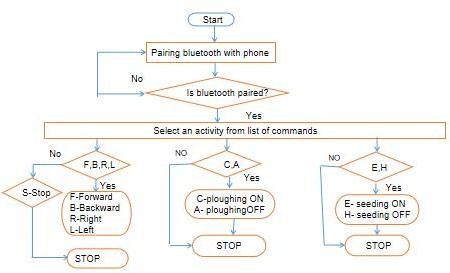 Start
Pairing bluetooth with phone
No
Is bluetooth paired?
Yes
Select an activity from list of commands
No
F,B,R,L
NO
C,A
NO
E,H
S-Stop
Yes
Yes
Yes
F-Forward
B-Backward
R-Right
L-Left
C-ploughing ON
A- ploughingOFF
E- seeding ON
H- seeding OFF
STOP
STOP
STOP